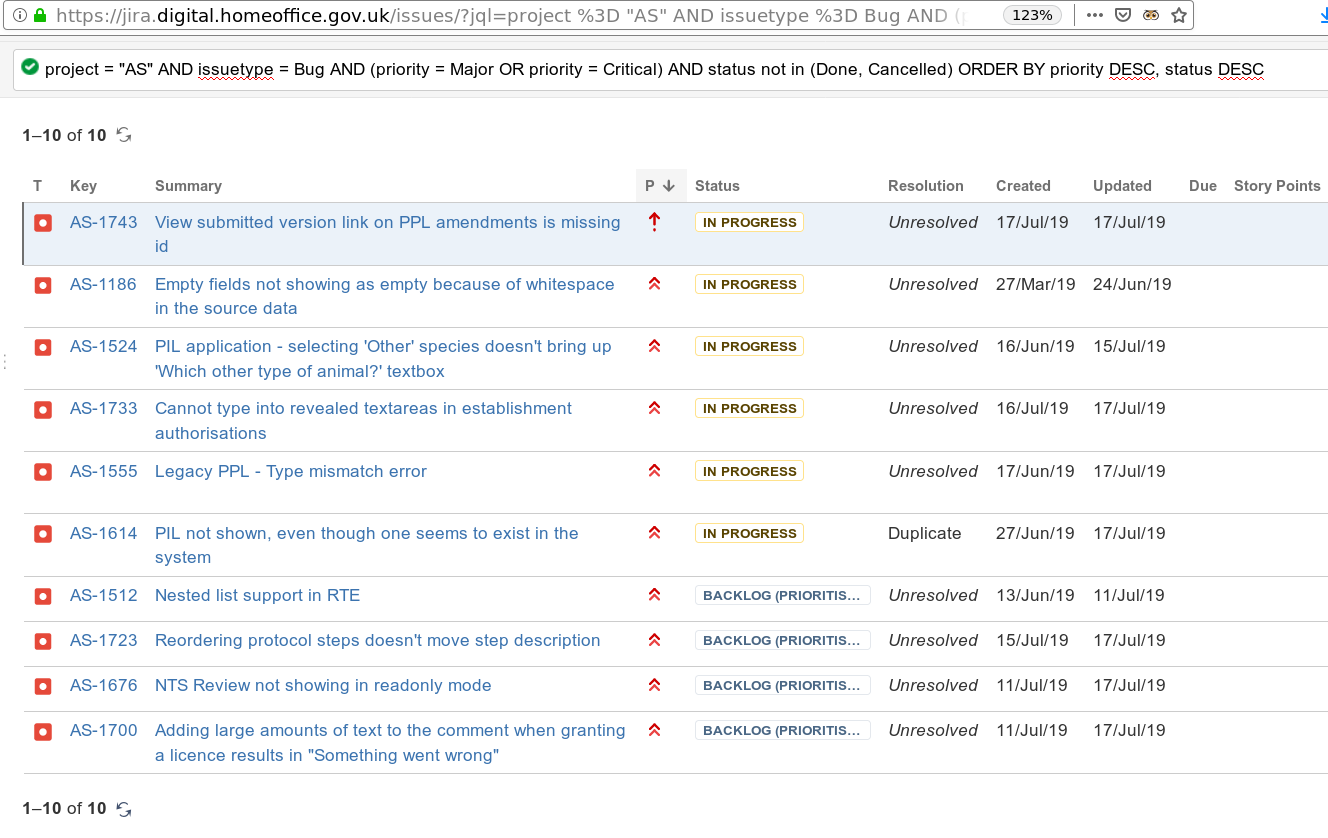 https://jira.digital.homeoffice.gov.uk/issues/?jql=project %3D "AS" AND issuetype %3D Bug AND (p 123%
project = "AS" AND issuetype = Bug AND (priority = Major OR priority = Critical) AND status not in (Done, Cancelled) ORDER BY priority DESC, status DESC
1–10 of 10
T Key Summary P Status Resolution Created Updated Due Story Points
AS-1743 View submitted version link on PPL amendments is missing IN PROGRESS Unresolved 17/Jul/19 17/Jul/19
id
AS-1186 Empty fields not showing as empty because of whitespace IN PROGRESS Unresolved 27/Mar/19 24/Jun/19
in the source data
AS-1524 PIL application - selecting 'Other' species doesn't bring up IN PROGRESS Unresolved 16/Jun/19 15/Jul/19
'Which other type of animal?' textbox
AS-1733 Cannot type into revealed textareas in establishment IN PROGRESS Unresolved 16/Jul/19 17/Jul/19
authorisations
AS-1555 Legacy PPL - Type mismatch error IN PROGRESS Unresolved 17/Jun/19 17/Jul/19
AS-1614 PIL not shown, even though one seems to exist in the IN PROGRESS Duplicate 27/Jun/19 17/Jul/19
system
AS-1512 Nested list support in RTE BACKLOG (PRIORITIS... Unresolved 13/Jun/19 11/Jul/19
AS-1723 Reordering protocol steps doesn't move step description BACKLOG (PRIORITIS... Unresolved 15/Jul/19 17/Jul/19
AS-1676 NTS Review not showing in readonly mode BACKLOG (PRIORITIS... Unresolved 11/Jul/19 17/Jul/19
AS-1700 Adding large amounts of text to the comment when granting BACKLOG (PRIORITIS... Unresolved 11/Jul/19 17/Jul/19
a licence results in "Something went wrong"
1–10 of 10